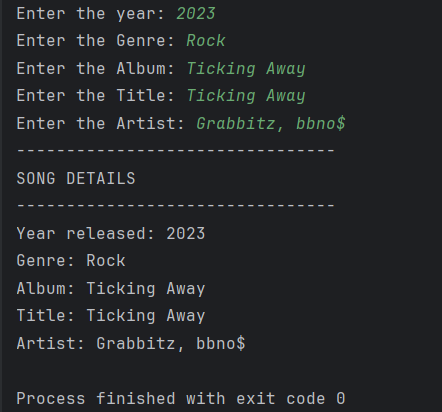 Enter the year: 2023
Enter the Genre: Rock
Enter the Album: Ticking Away
Enter the Title: Ticking Away
Enter the Artist: Grabbitz, bbno$
--------------------------------
SONG DETAILS
--------------------------------
Year released: 2023
Genre: Rock
Album: Ticking Away
Title: Ticking Away
Artist: Grabbitz, bbno$
Process finished with exit code 0